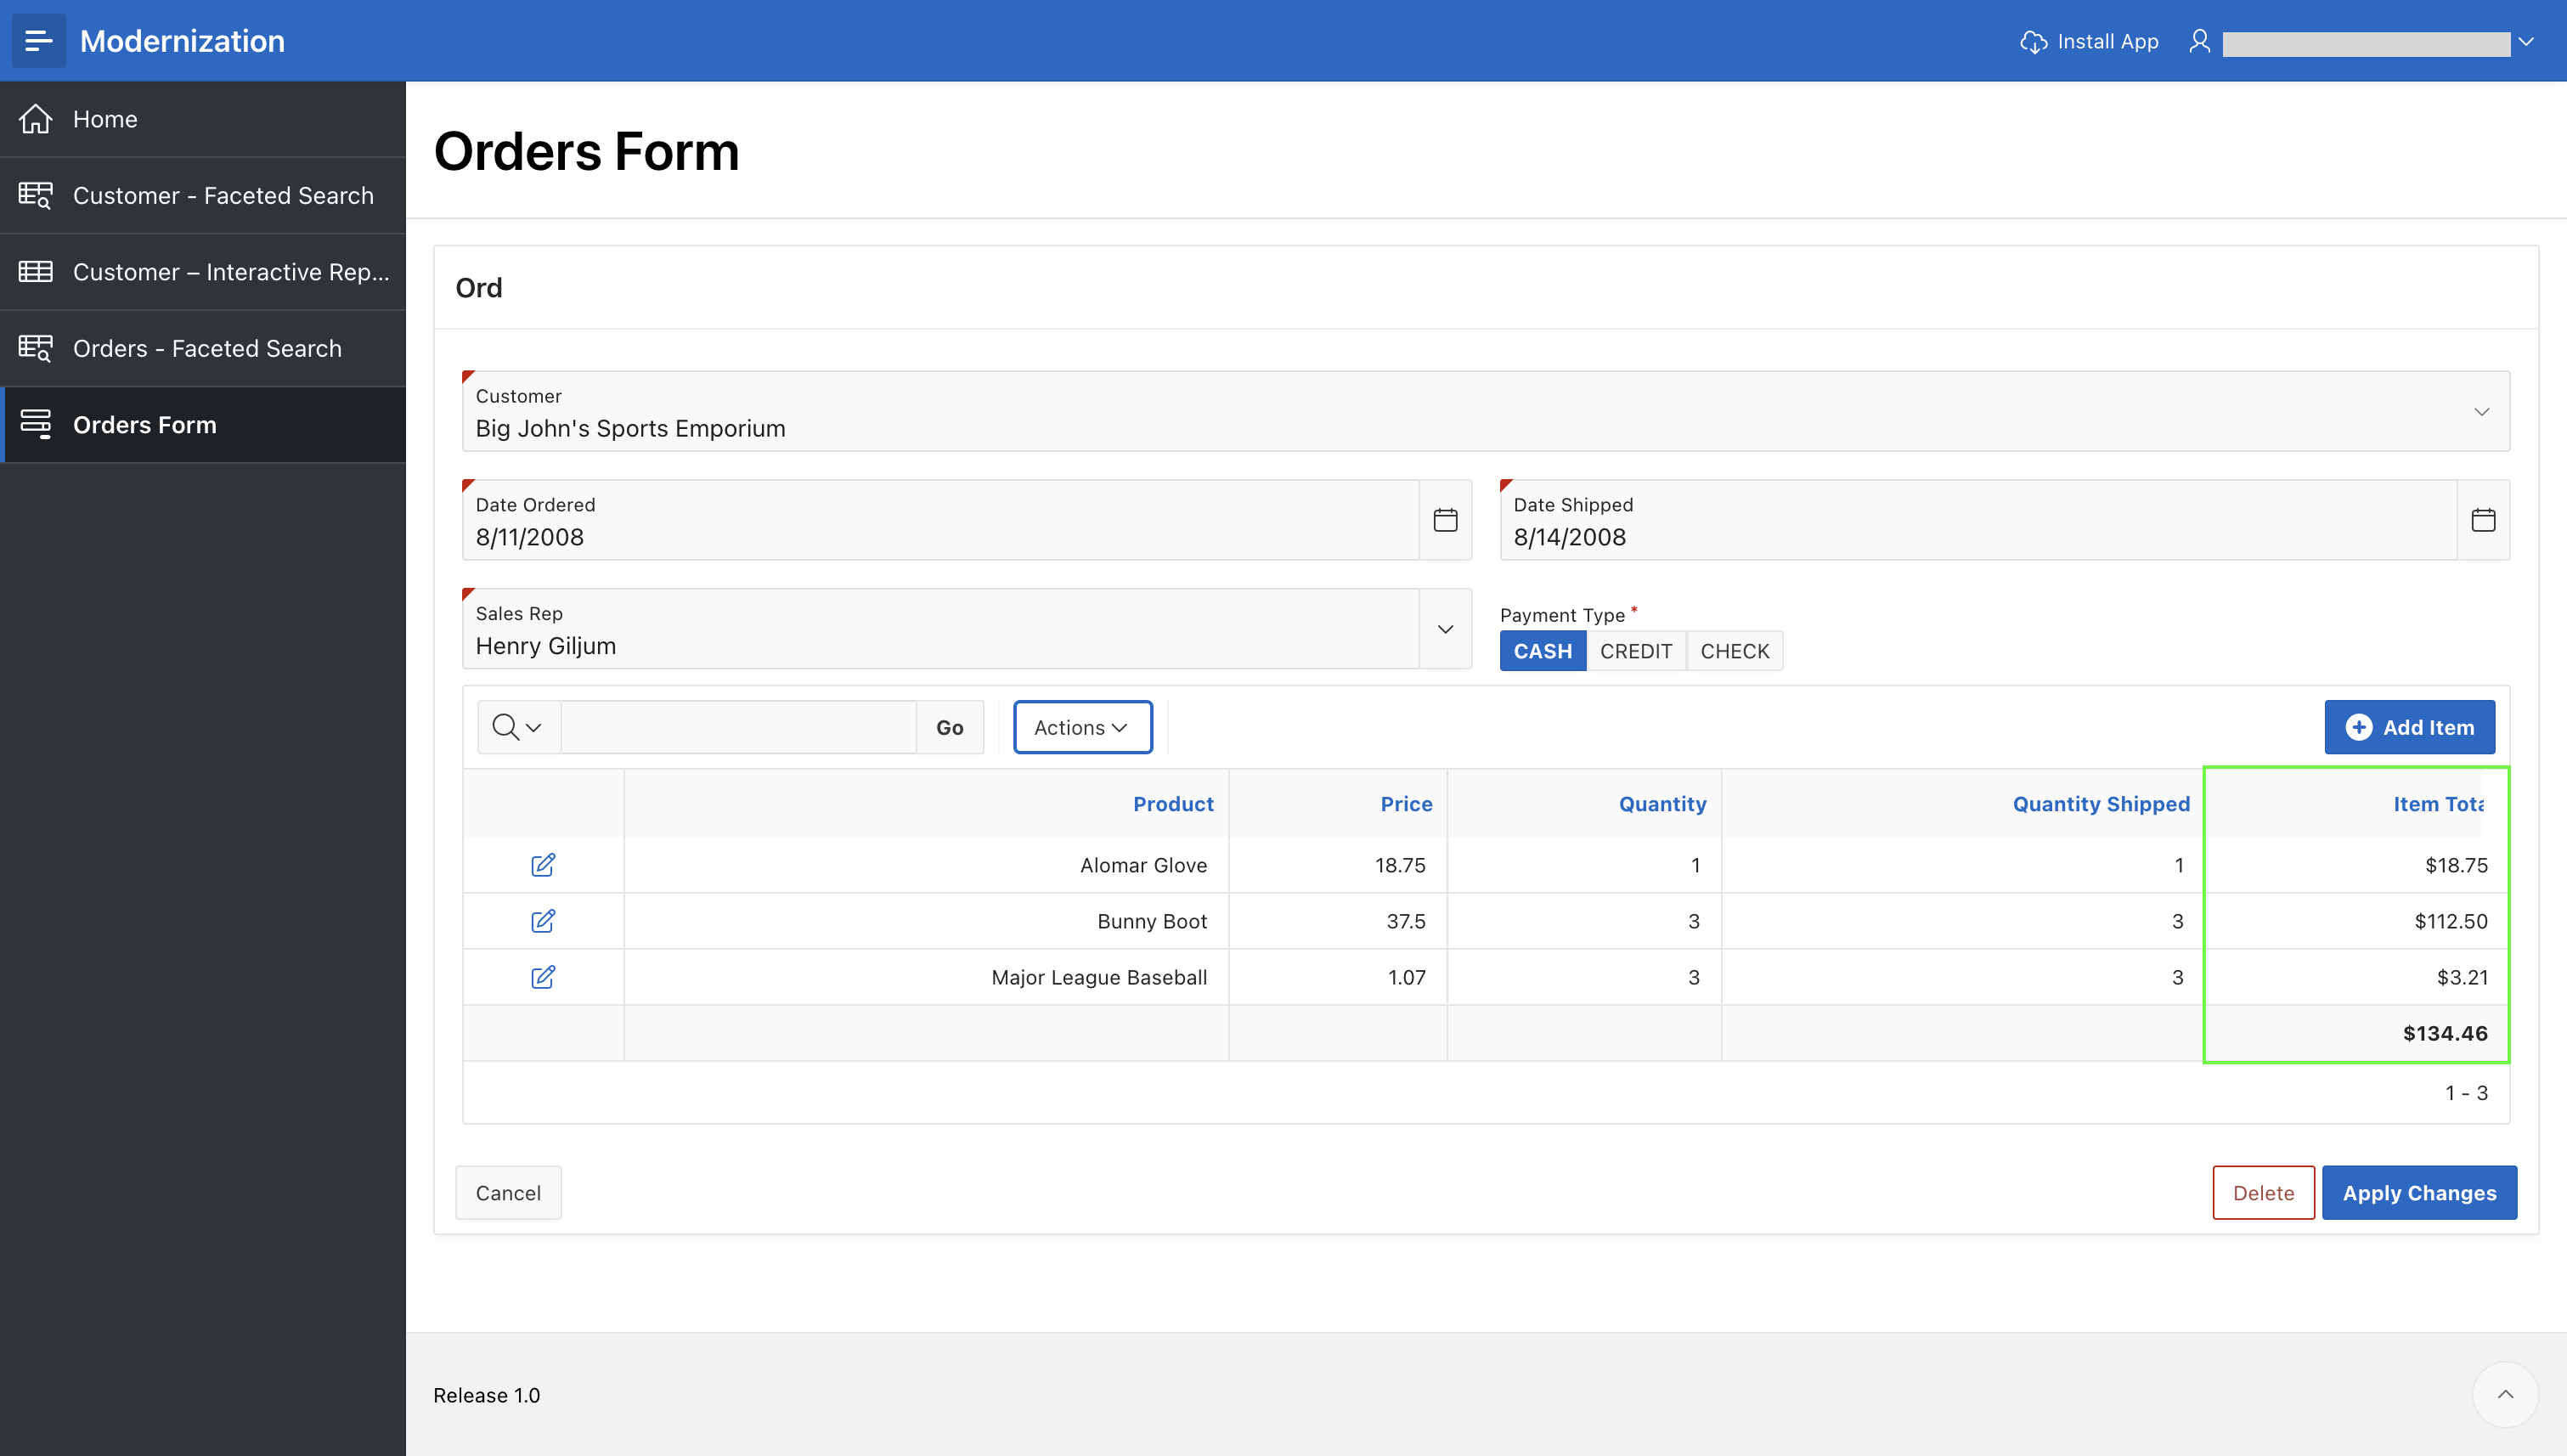 Modernization
Install App
Home
Customer - Faceted Search
Customer – Interactive Rep...
Orders - Faceted Search
Orders Form
Orders Form
Ord
Customer
Big John's Sports Emporium
Date Ordered
8/11/2008
Date Shipped
8/14/2008
Sales Rep
Henry Giljum
Payment Type *
CASH CREDIT CHECK
Go Actions Add Item
Product Price Quantity Quantity Shipped Item Tota
Alomar Glove 18.75 1 1 $18.75
Bunny Boot 37.5 3 3 $112.50
Major League Baseball 1.07 3 3 $3.21
$134.46
1 - 3
Cancel Delete Apply Changes
Release 1.0